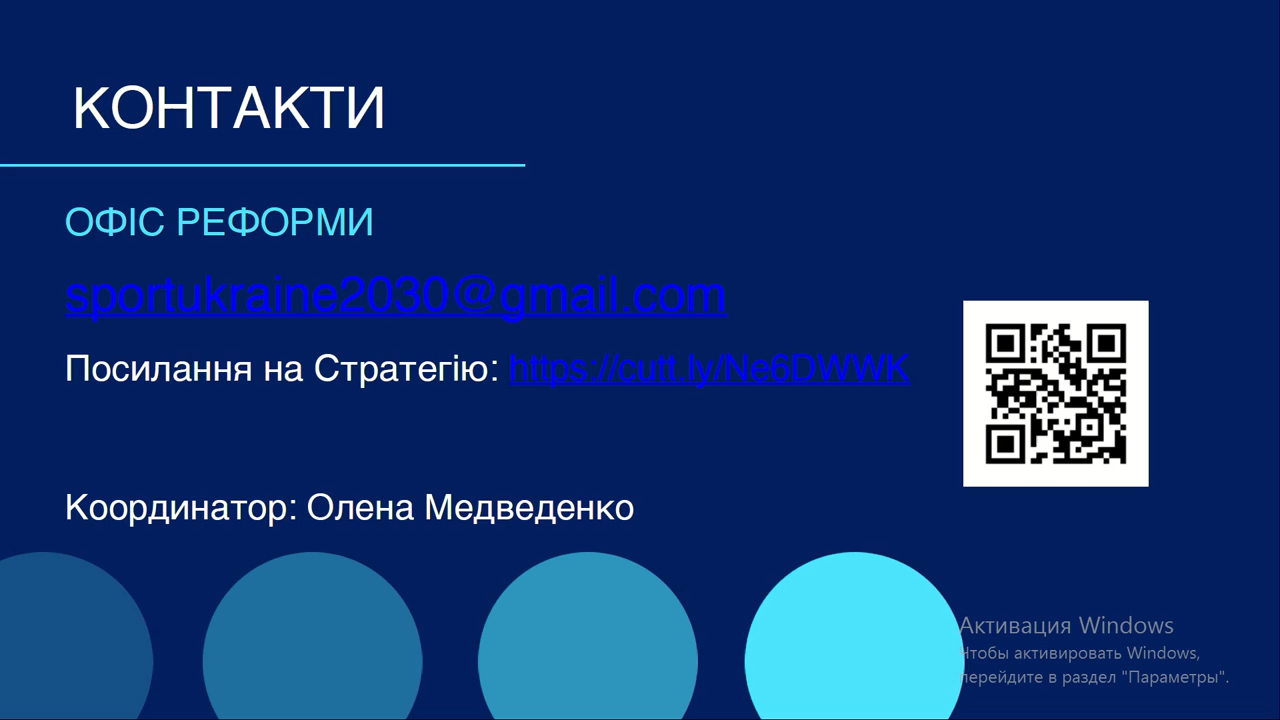 КОНТАКТИ
ОФІС РЕФОРМИ
sportukraine2030@gmail.com
Посилання на Стратегію: https://cutt.ly/Ne6DWWK
Координатор: Олена Медведенко
Активация Windows
Чтобы активировать Windows,
перейдите в раздел "Параметры".